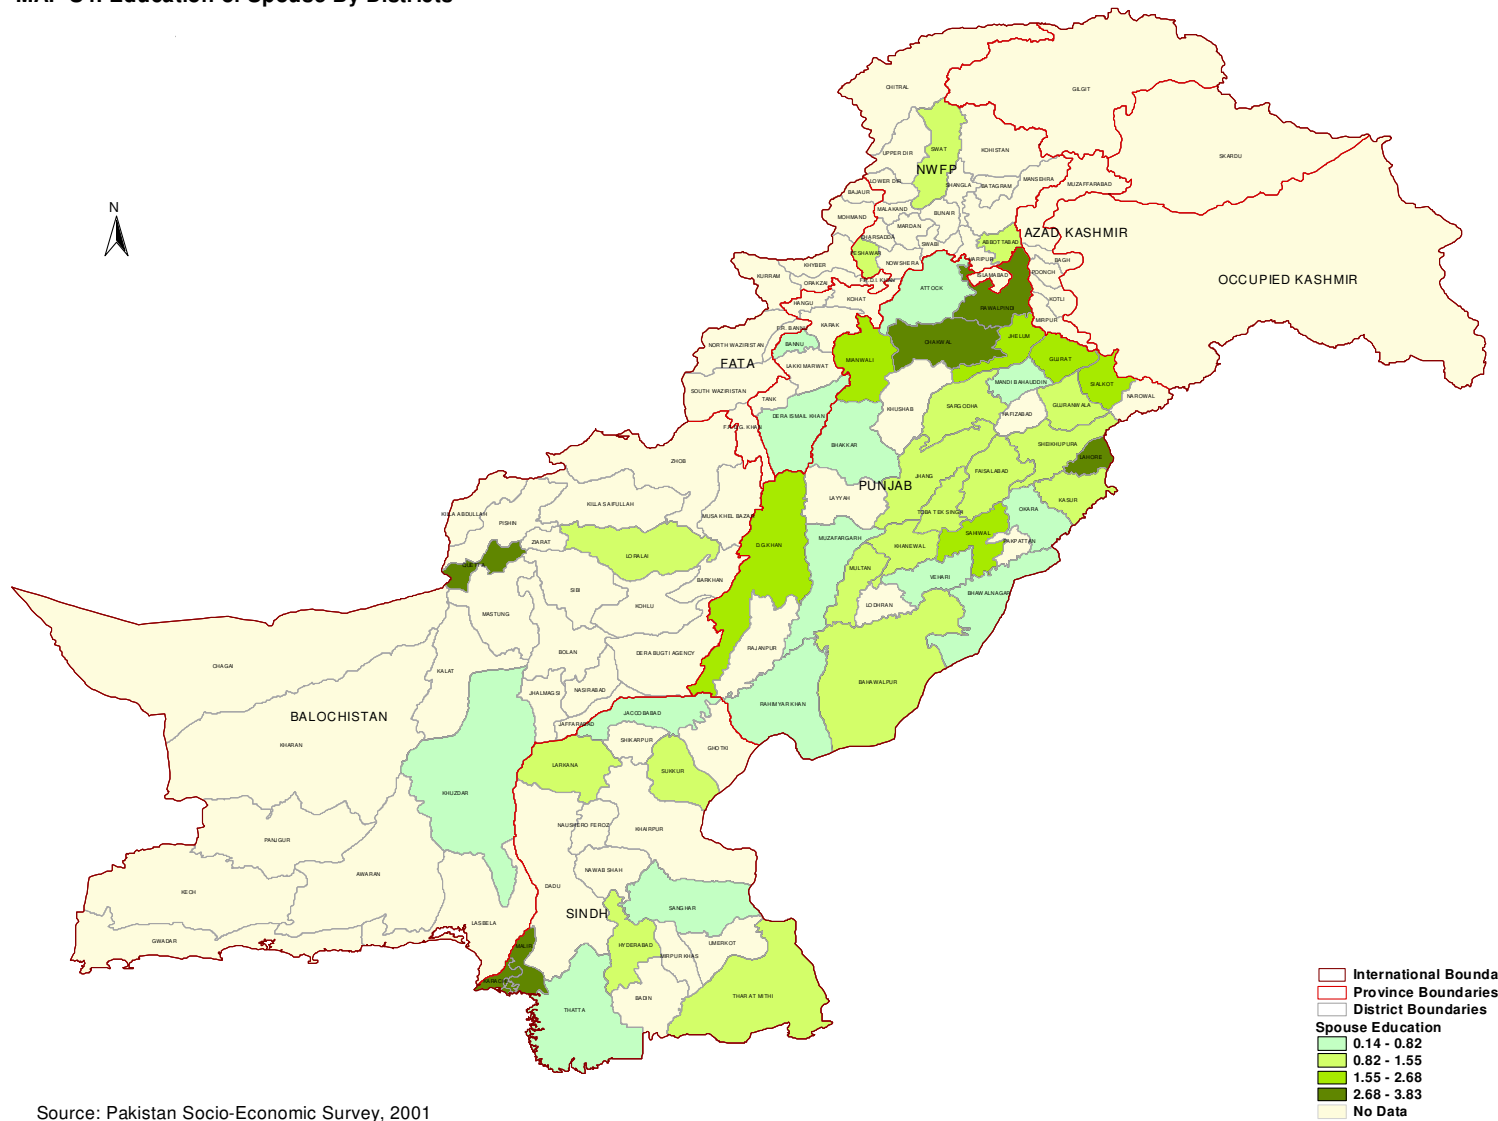 N
CHITRAL
GILGIT
SKARDU
UPPER DIR
SWAT
KOHISTAN
NWFP
LOWER DIR
SHANGLA
BATAGRAM
MANSEHRA
MUZAFFARABAD
BAJAUR
MALAKAND
BUNAIR
MOHMAND
MARDAN
AZAD KASHMIR
SWABI
ABBOTTABAD
PESHAWAR
NOWSHERA
HARIPUR
BAGH
KHYBER
ISLAMABAD
POONCH
KURRAM
ORAKZAI
OCCUPIED KASHMIR
ATTOCK
HANGU
KOHAT
KOTLI
RAWALPINDI
MIRPUR
KARAK
F.R. BANNU
BANNU
JHELUM
NORTH WAZIRISTAN
CHAKWAL
FATA
MIANWALI
GUJRAT
LAKKI MARWAT
SOUTH WAZIRISTAN
MANDI BAHAUDDIN
SIALKOT
TANK
NAROWAL
SARGODHA
GUJRANWALA
KHUSHAB
HAFIZABAD
DERA ISMAIL KHAN
BHAKKAR
SHEIKHUPURA
LAHORE
ZHOB
JHANG
FAISALABAD
PUNJAB
LAYYAH
KASUR
KILLA SAIFULLAH
OKARA
TOBA TEK SINGH
KILLA ABDULLAH
MUSA KHEL BAZAR
PISHIN
SAHIWAL
ZIARAT
MUZAFARGARH
PAKPATTAN
D.G.KHAN
KHANEWAL
LORALAI
QUETTA
MULTAN
VEHARI
BARKHAN
SIBI
BHAWALNAGAR
KOHLU
LODHRAN
MASTUNG
RAJANPUR
BOLAN
DERA BUGTI AGENCY
CHAGAI
KALAT
BAHAWALPUR
JHALMAGSI
NASIRABAD
RAHIMYAR KHAN
JACOBABAD
BALOCHISTAN
JAFFARABAD
SHIKARPUR
KHARAN
GHOTKI
LARKANA
SUKKUR
KHUZDAR
NAUSHERO FEROZ
KHAIRPUR
PANJGUR
NAWAB SHAH
AWARAN
DADU
KECH
SANGHAR
SINDH
LASBELA
GWADAR
MALIR
HYDERABAD
UMERKOT
MIRPUR KHAS
BADIN
THARAT MITHI
THATTA
International Bounda
Province Boundaries
District Boundaries
Spouse Education
0.14 - 0.82
0.82 - 1.55
1.55 - 2.68
2.68 - 3.83
No Data
Source: Pakistan Socio-Economic Survey, 2001